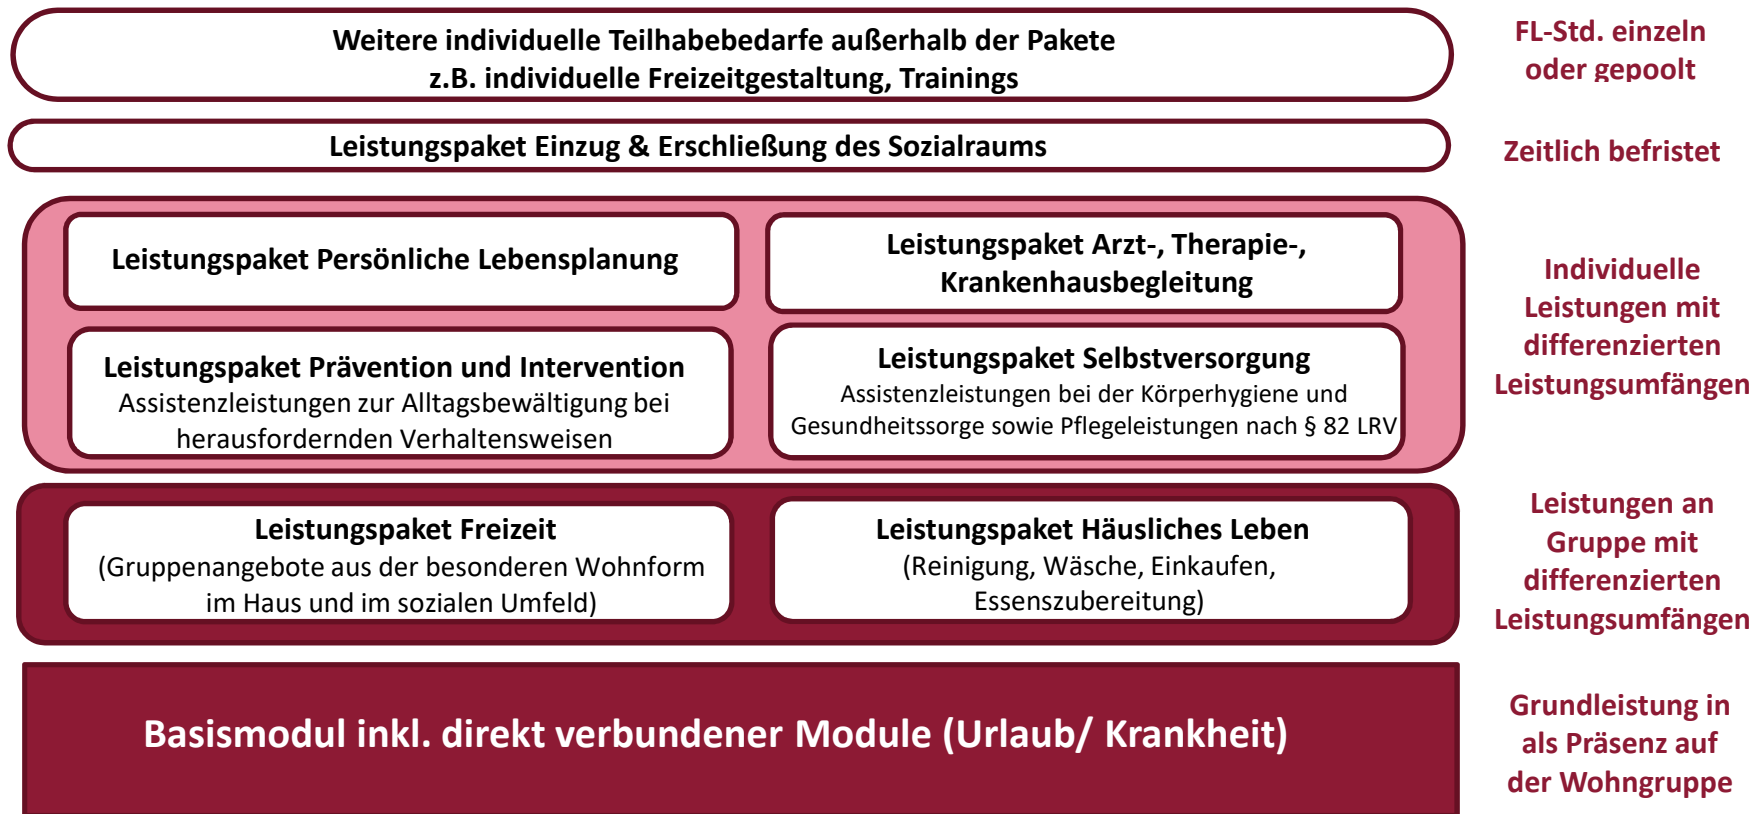 Weitere individuelle Teilhabebedarfe außerhalb der Pakete
z.B. individuelle Freizeitgestaltung, Trainings
FL-Std. einzeln
oder gepoolt
Leistungspaket Einzug & Erschließung des Sozialraums
Zeitlich befristet
Leistungspaket Persönliche Lebensplanung
Leistungspaket Arzt-, Therapie-,
Krankenhausbegleitung
Leistungspaket Prävention und Intervention
Assistenzleistungen zur Alltagsbewältigung bei
herausfordernden Verhaltensweisen
Leistungspaket Selbstversorgung
Assistenzleistungen bei der Körperhygiene und
Gesundheitssorge sowie Pflegeleistungen nach § 82 LRV
Individuelle
Leistungen mit
differenzierten
Leistungsumfängen
Leistungspaket Freizeit
(Gruppenangebote aus der besonderen Wohnform
im Haus und im sozialen Umfeld)
Leistungspaket Häusliches Leben
(Reinigung, Wäsche, Einkaufen,
Essenszubereitung)
Leistungen an
Gruppe mit
differenzierten
Leistungsumfängen
Basismodul inkl. direkt verbundener Module (Urlaub/ Krankheit)
Grundleistung in
als Präsenz auf
der Wohngruppe